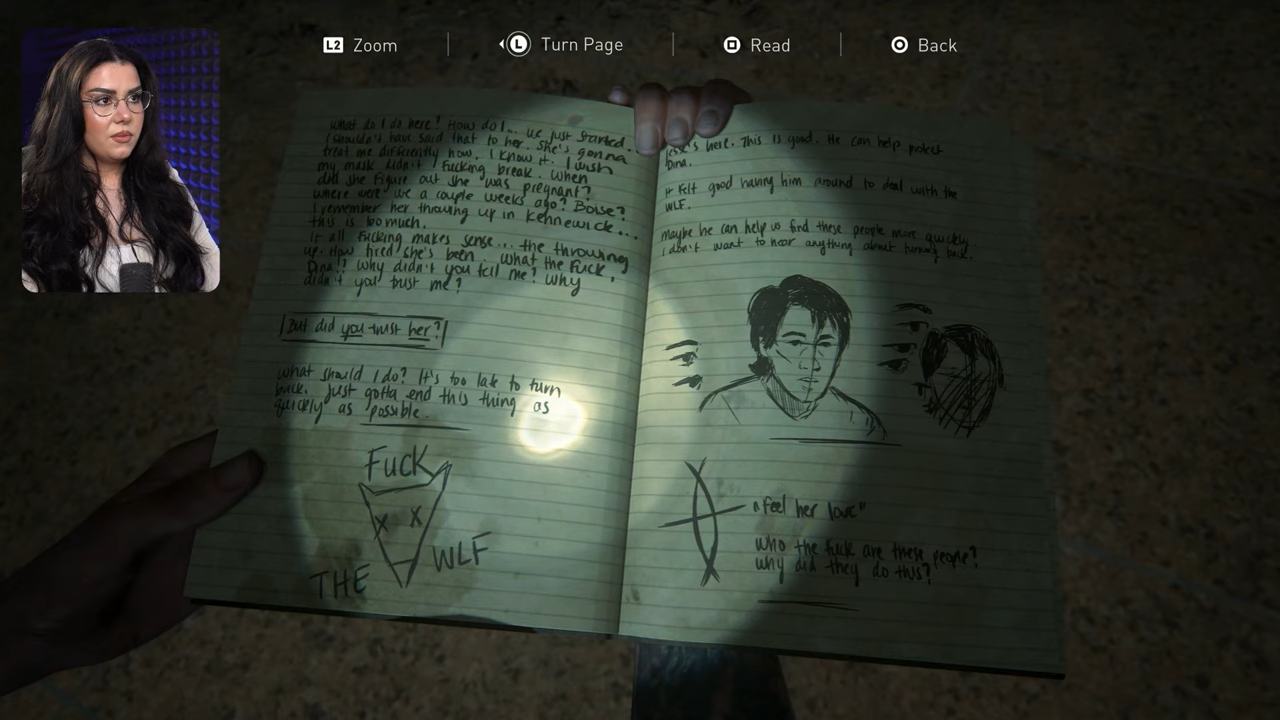 L2 Zoom
L Turn Page
Read
Back
What do I do here? How do I... we just started.
I shouldn't have said that to her. She's gonna
treat me differently now. I know it. I wish
my mask didn't fucking break. When
did she figure out she was pregnant?
Where were we a couple weeks ago? Boise?
I remember her throwing up in Kennewick...
this is too much.
It all fucking makes sense... the throwing
up. How tired she's been. What the fuck,
Dina!? Why didn't you tell me? Why
didn't you trust me?
But did you trust her?
What should I do? It's too late to turn
back. Just gotta end this thing as
quickly as possible.
FUCK
THE WLF
Jesse's here. This is good. He can help protect
Dina.
It felt good having him around to deal with the
WLF.
Maybe he can help us find these people more quickly
I don't want to hear anything about turning back.
"Feel her love"
Who the fuck are these people?
Why did they do this?